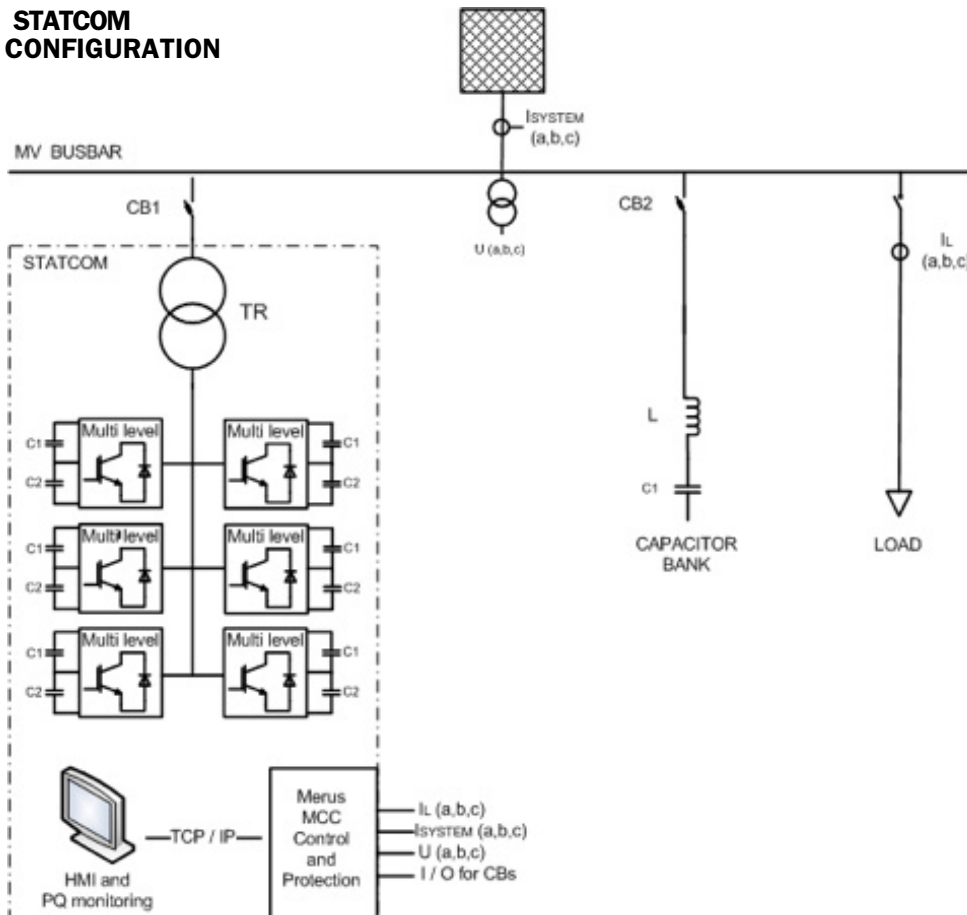 STATCOM
CONFIGURATION
ISYSTEM
(a,b,c)
MV BUSBAR
CB1
U (a,b,c)
CB2
IL
(a,b,c)
STATCOM
TR
Multi level
Multi level
C1
C1
C2
C2
Multi level
Multi level
C1
C1
C2
C2
Multi level
Multi level
C1
C1
C2
C2
L
C1
CAPACITOR
BANK
LOAD
HMI and
PQ monitoring
TCP / IP
Merus
MCC
Control
and
Protection
IL (a,b,c)
ISYSTEM (a,b,c)
U (a,b,c)
I / O for CBs